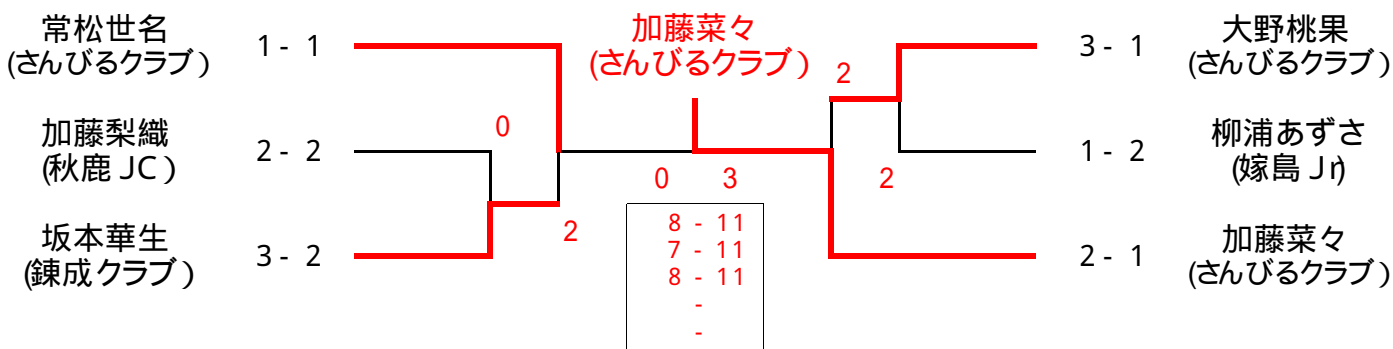 常松世名
(さんびるクラブ)
1 - 1
加藤菜々
(さんびるクラブ)
3 - 1
大野桃果
(さんびるクラブ)
2
加藤梨織
(秋鹿 JC)
2 - 2
0
1 - 2
柳浦あずさ
(嫁島 Jr)
0 3
2
坂本華生
(錬成クラブ)
3 - 2
2
8 - 11
7 - 11
8 - 11
-
-
2 - 1
加藤菜々
(さんびるクラブ)